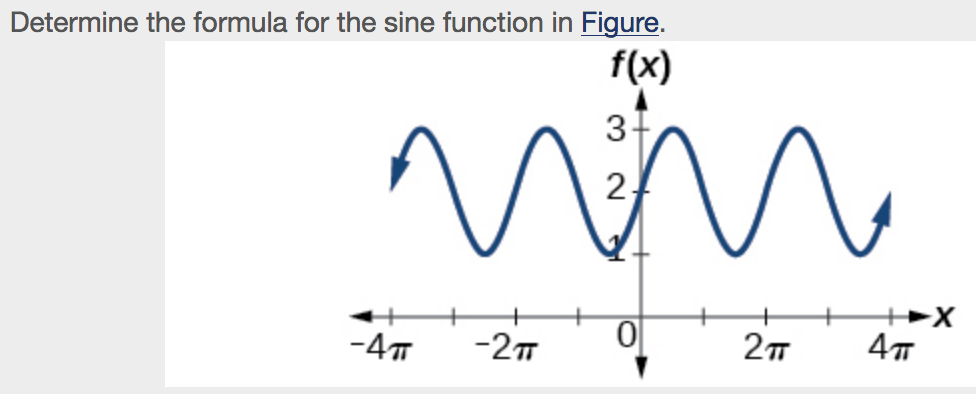 Determine the formula for the sine function in Figure.
f(x)
3
2
1
0
x
-4π
-2π
2π
4π